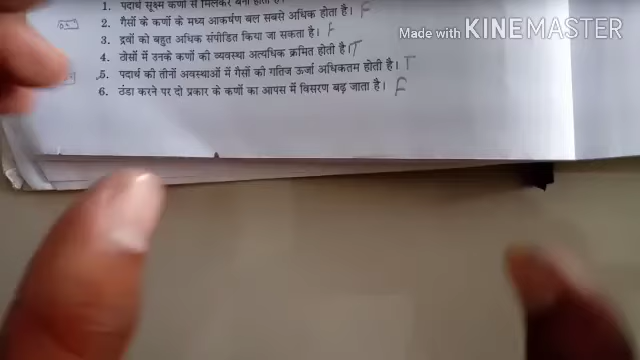 Made with KINEMASTER
1. पदार्थ सूक्ष्म कणों से मिलकर बना होता
2. गैसों के कणों के मध्य आकर्षण बल सबसे अधिक होता है। F
3. द्रवों को बहुत अधिक संपीडित किया जा सकता है। F
4. ठोसों में उनके कणों की व्यवस्था अत्यधिक क्रमित होती है। T
5. पदार्थ की तीनों अवस्थाओं में गैसों की गतिज ऊर्जा अधिकतम होती है। T
6. ठंडा करने पर दो प्रकार के कणों का आपस में विसरण बढ़ जाता है। F